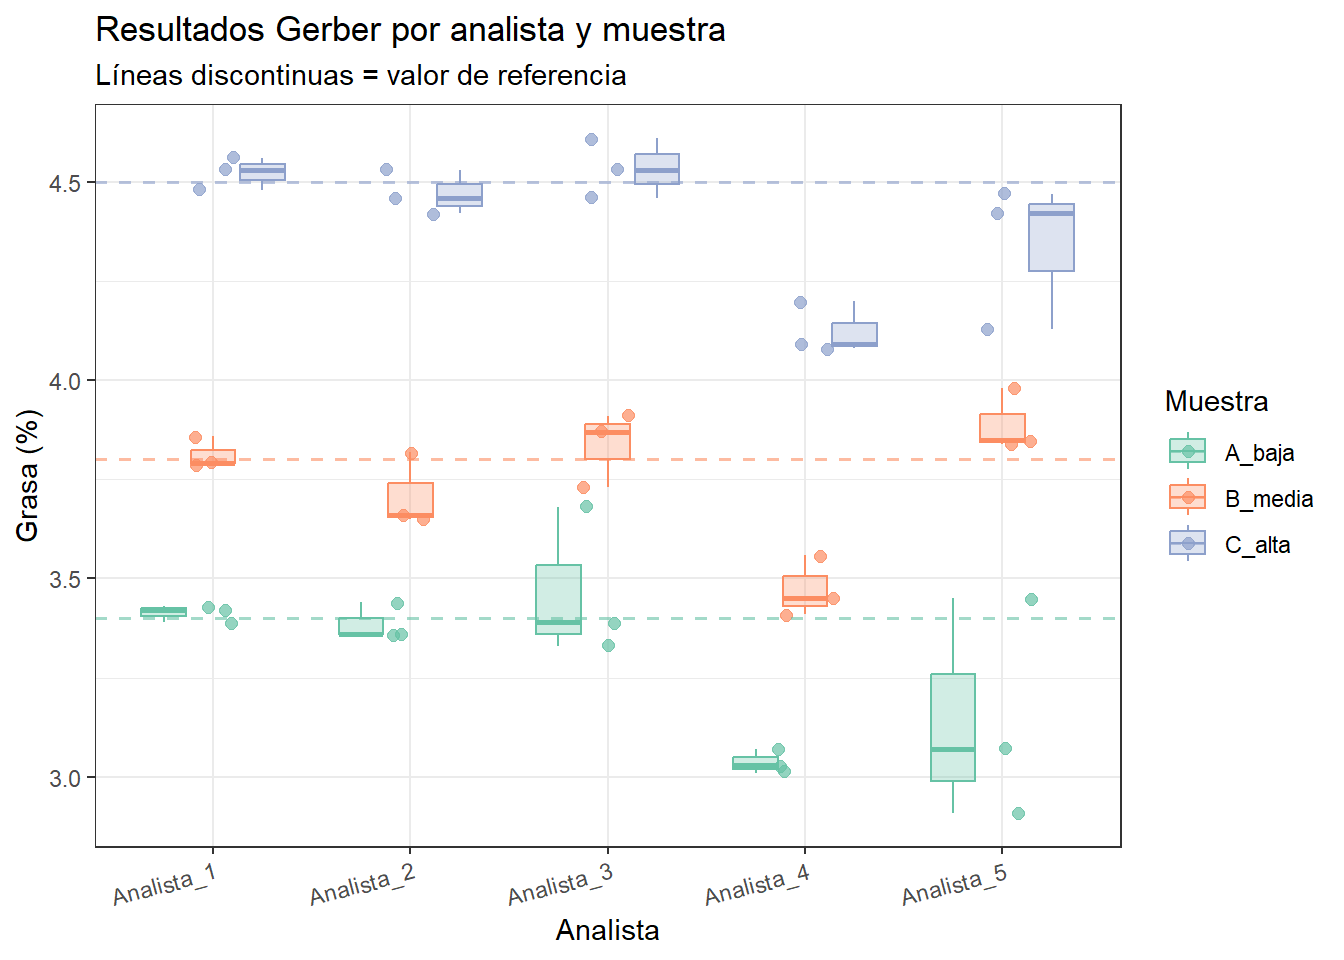 Resultados Gerber por analista y muestra
Líneas discontinuas = valor de referencia
Grasa (%)
4.5
4.0
3.5
3.0
Analista_1
Analista_2
Analista_3
Analista_4
Analista_5
Analista
Muestra
A_baja
B_media
C_alta